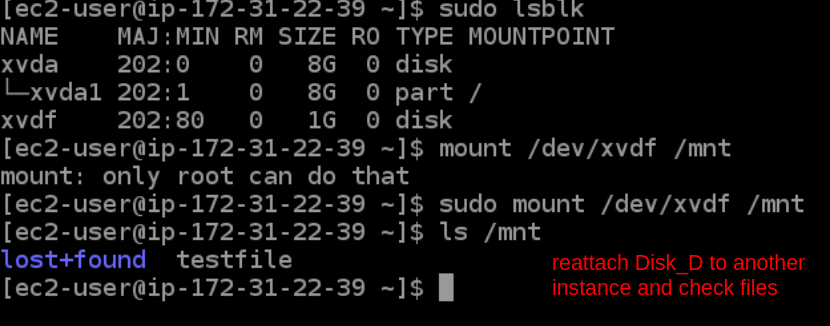 [ec2-user@ip-172-31-22-39 ~]$ sudo lsblk
NAME    MAJ:MIN RM SIZE RO TYPE MOUNTPOINT
xvda    202:0    0   8G  0 disk
└─xvda1 202:1    0   8G  0 part /
xvdf    202:80   0   1G  0 disk
[ec2-user@ip-172-31-22-39 ~]$ mount /dev/xvdf /mnt
mount: only root can do that
[ec2-user@ip-172-31-22-39 ~]$ sudo mount /dev/xvdf /mnt
[ec2-user@ip-172-31-22-39 ~]$ ls /mnt
lost+found  testfile
[ec2-user@ip-172-31-22-39 ~]$
reattach Disk_D to another
instance and check files